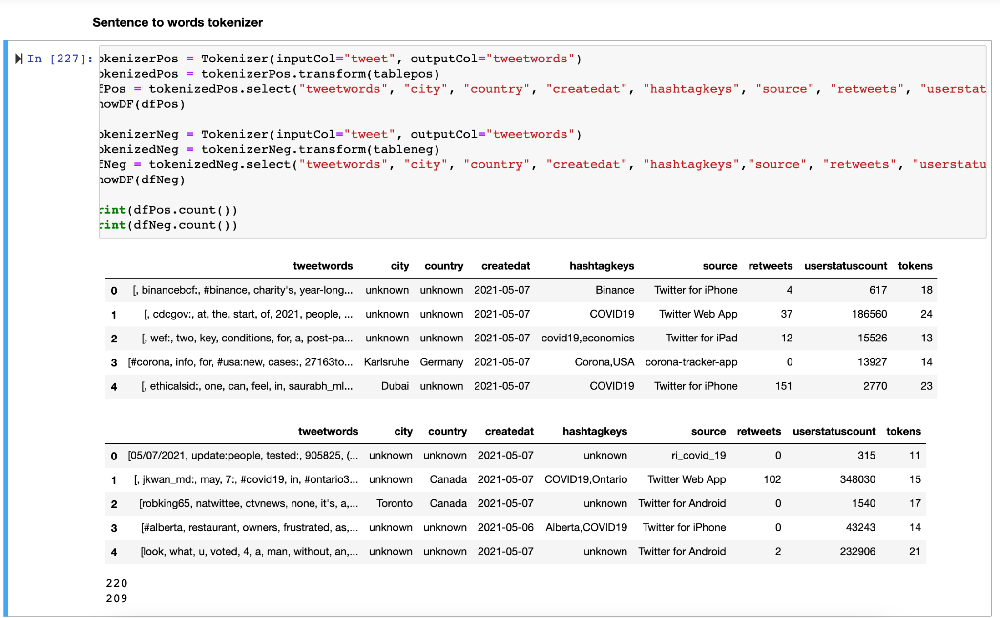 Sentence to words tokenizer
In [227]:
okenizerPos = Tokenizer(inputCol="tweet", outputCol="tweetwords")
okenizedPos = tokenizerPos.transform(tablepos)
fPos = tokenizedPos.select("tweetwords", "city", "country", "createdat", "hashtagkeys", "source", "retweets", "userstat
howDF(dfPos)
okenizerNeg = Tokenizer(inputCol="tweet", outputCol="tweetwords")
okenizedNeg = tokenizerNeg.transform(tableneg)
fNeg = tokenizedNeg.select("tweetwords", "city", "country", "createdat", "hashtagkeys","source", "retweets", "userstatu
howDF(dfNeg)
rint(dfPos.count())
rint(dfNeg.count())
tweetwords city country createdat hashtagkeys source retweets userstatuscount tokens
0 [, binancebcf:, #binance, charity's, year-long... unknown unknown 2021-05-07 Binance Twitter for iPhone 4 617 18
1 [, cdcgov:, at, the, start, of, 2021, people, ... unknown unknown 2021-05-07 COVID19 Twitter Web App 37 186560 24
2 [, wef:, two, key, conditions, for, a, post-pa... unknown unknown 2021-05-07 covid19,economics Twitter for iPad 12 15526 13
3 [#corona, info, for, #usa:new, cases:, 27163to... Karlsruhe Germany 2021-05-07 Corona,USA corona-tracker-app 0 13927 14
4 [, ethicalsid:, one, can, feel, in, saurabh_ml... Dubai unknown 2021-05-07 COVID19 Twitter for iPhone 151 2770 23
tweetwords city country createdat hashtagkeys source retweets userstatuscount tokens
0 [05/07/2021, update:people, tested:, 905825, (... unknown unknown 2021-05-07 unknown ri_covid_19 0 315 11
1 [, jkwan_md:, may, 7:, #covid19, in, #ontario3... unknown Canada 2021-05-07 COVID19,Ontario Twitter Web App 102 348030 15
2 [robking65, natwittee, ctvnews, none, it's, a,... Toronto Canada 2021-05-07 unknown Twitter for Android 0 1540 17
3 [#alberta, restaurant, owners, frustrated, as,... unknown unknown 2021-05-06 Alberta,COVID19 Twitter for iPhone 0 43243 14
4 [look, what, u, voted, 4, a, man, without, an,... unknown unknown 2021-05-07 unknown Twitter for Android 2 232906 21
220
209